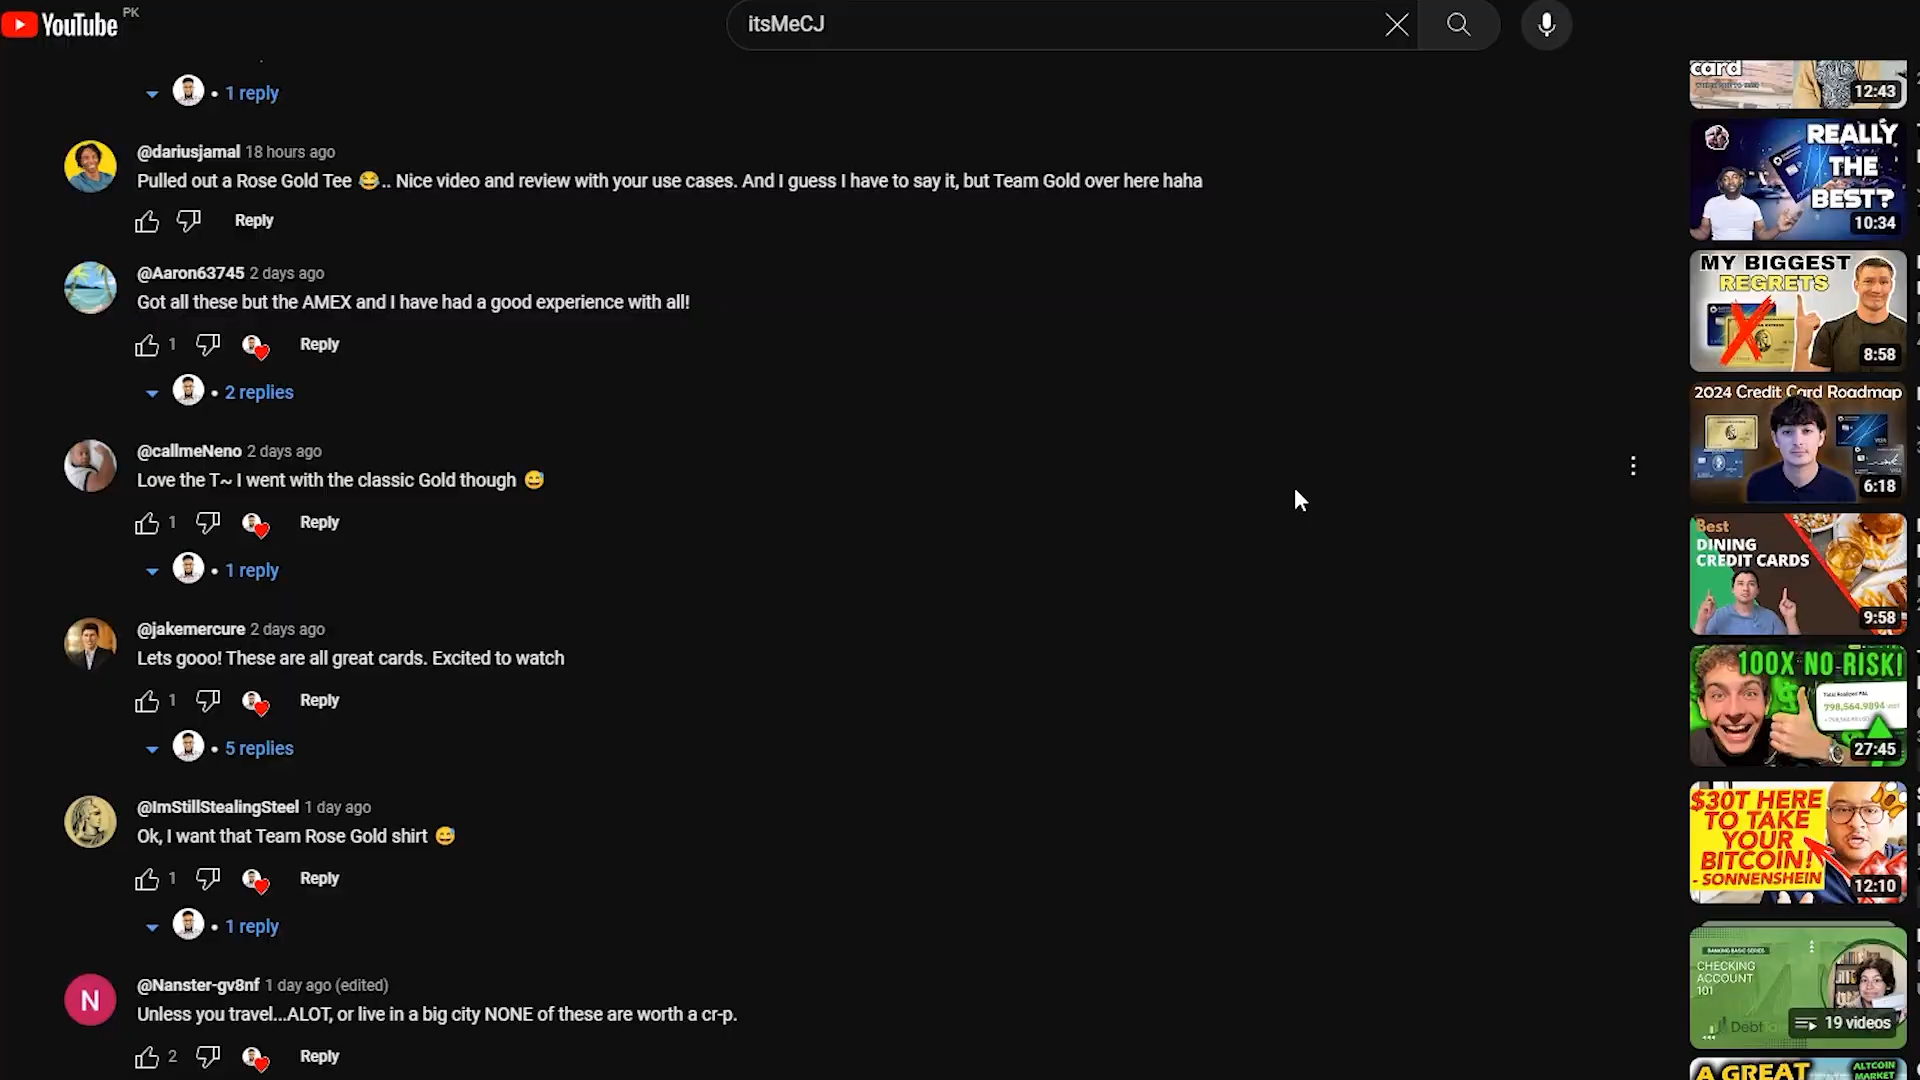 YouTube PK
itsMeCJ
1 reply
@dariusjamal 18 hours ago
Pulled out a Rose Gold Tee 😂.. Nice video and review with your use cases. And I guess I have to say it, but Team Gold over here haha
Reply
@Aaron63745 2 days ago
Got all these but the AMEX and I have had a good experience with all!
1 Reply
2 replies
@callmeNeno 2 days ago
Love the T~ I went with the classic Gold though 😅
1 Reply
1 reply
@jakemercure 2 days ago
Lets gooo! These are all great cards. Excited to watch
1 Reply
5 replies
@ImStillStealingSteel 1 day ago
Ok, I want that Team Rose Gold shirt 😅
1 Reply
1 reply
@Nanster-gv8nf 1 day ago (edited)
N
Unless you travel...ALOT, or live in a big city NONE of these are worth a cr-p.
2 Reply
card
12:43
REALLY
THE
BEST?
10:34
MY BIGGEST
REGRETS
8:58
2024 Credit Card Roadmap
6:18
Best
DINING
CREDIT CARDS
9:58
100X NO RISK!
798,564.9894
27:45
$30T HERE
TO TAKE
YOUR
BITCOIN!
- SONNENSHEIN
12:10
BANKING BASIC SERIES
CHECKING
ACCOUNT
101
Debt
19 videos
A GREAT
ALTCOIN
MARKET